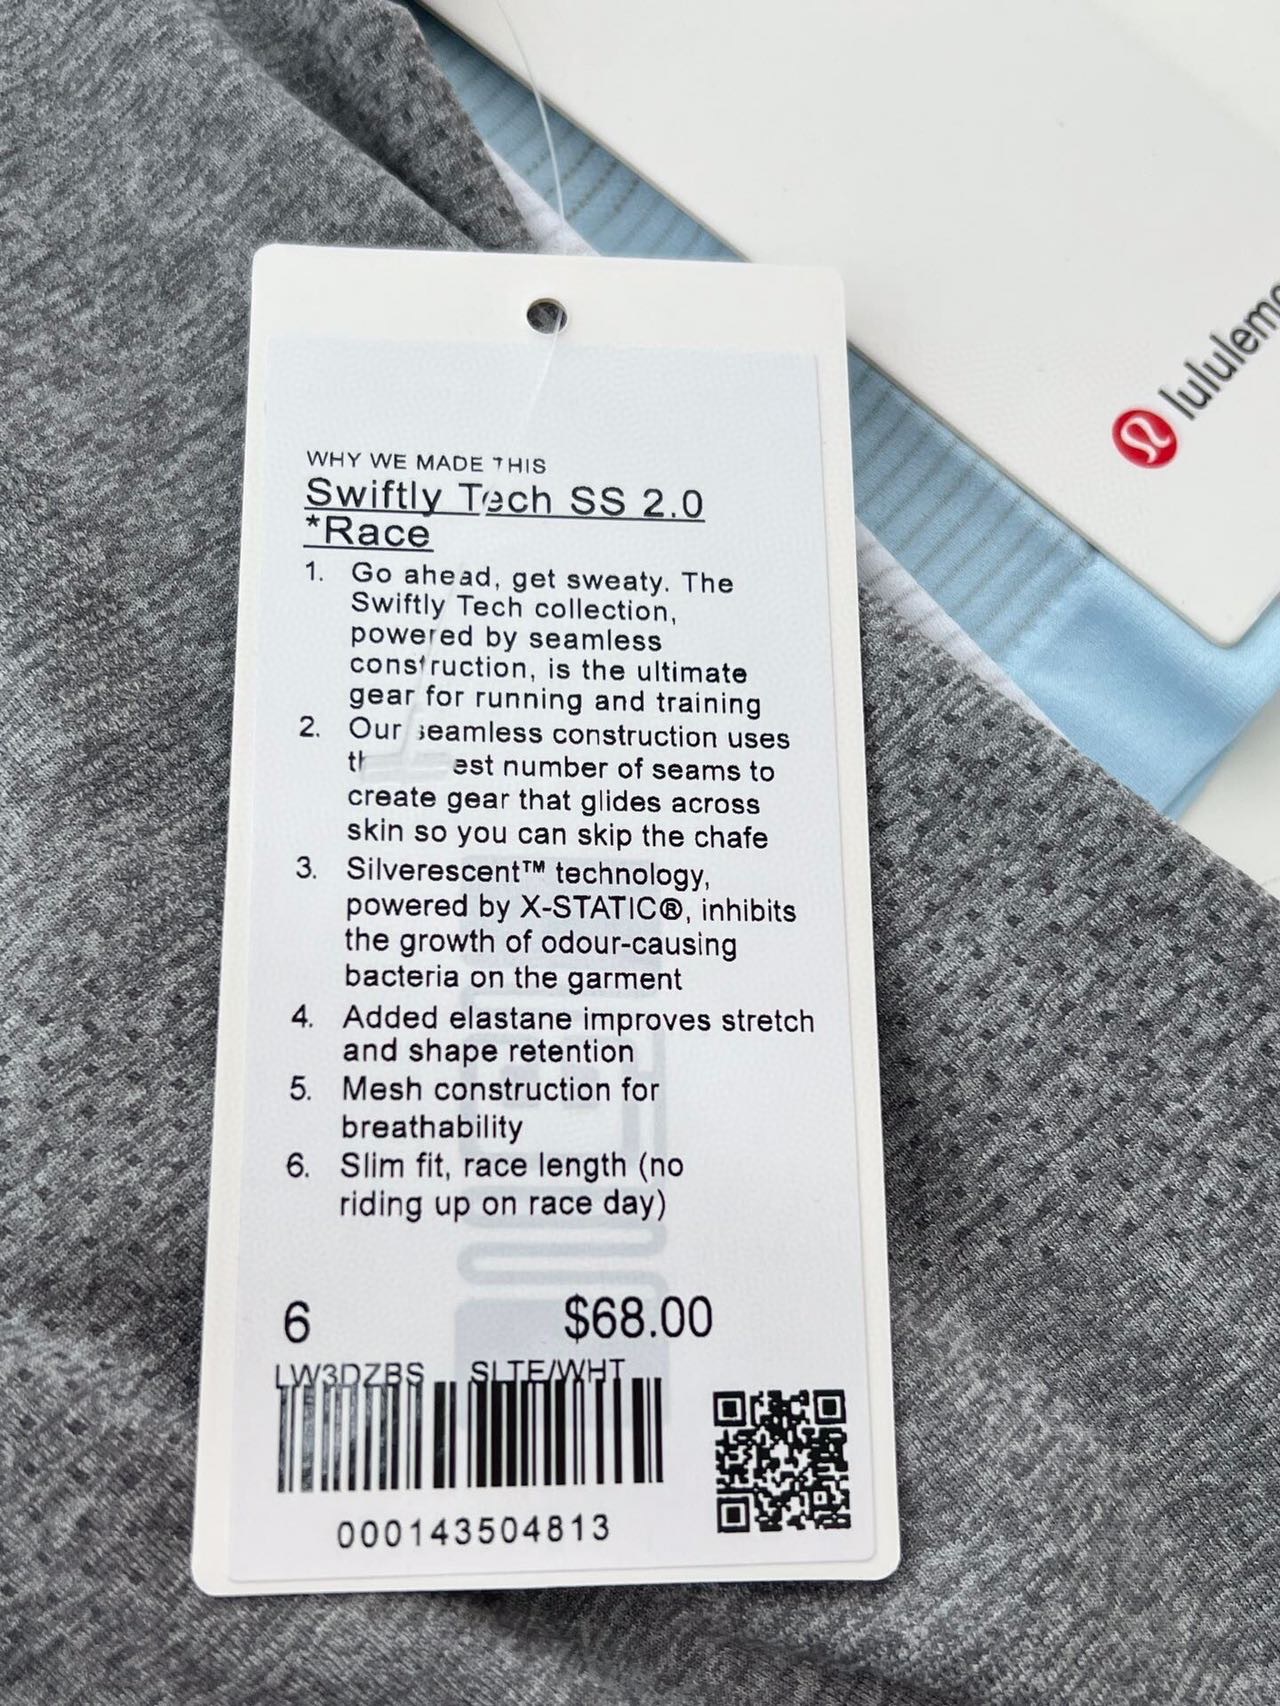 lululemo
WHY WE MADE THIS
Swiftly Tech SS 2.0
*Race
1. Go ahead, get sweaty. The
Swiftly Tech collection,
powered by seamless
construction, is the ultimate
gear for running and training
2. Our seamless construction uses
number of seams to
create gear that glides across
skin so you can skip the chafe
3. Silverescent™ technology,
powered by X-STATIC®, inhibits
the growth of odour-causing
bacteria on the garment
4. Added elastane improves stretch
and shape retention
5. Mesh construction for
breathability
6. Slim fit, race length (no
riding up on race day)
6 $68.00
LW3DZBS SLTE/WHT
000143504813